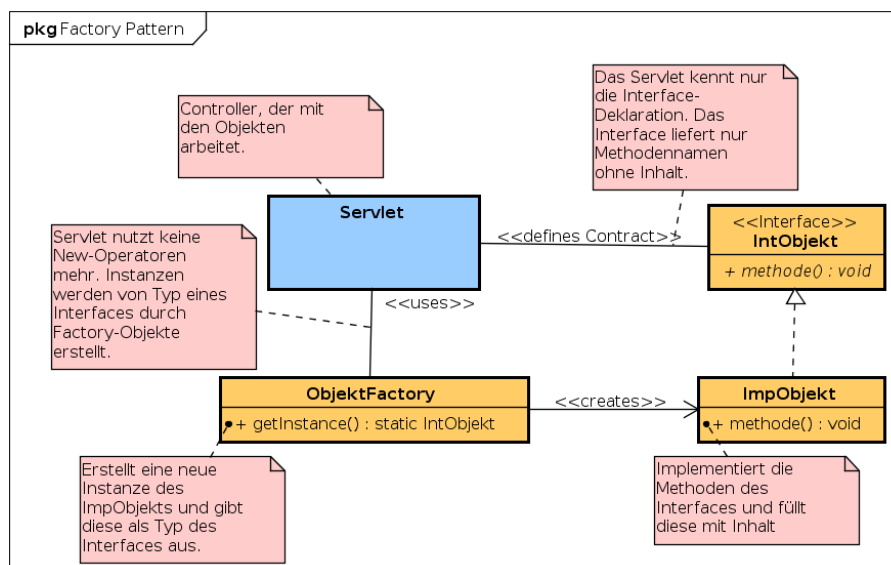 pkg Factory Pattern
Controller, der mit
den Objekten
arbeitet.
Das Servlet kennt nur
die Interface-
Deklaration. Das
Interface liefert nur
Methodennamen
ohne Inhalt.
Servlet
<<defines Contract>>
<<Interface>>
IntObjekt
+ methode() : void
Servlet nutzt keine
New-Operatoren
mehr. Instanzen
werden von Typ eines
Interfaces durch
Factory-Objekte
erstellt.
<<uses>>
ObjektFactory
+ getInstance() : static IntObjekt
<<creates>>
ImpObjekt
+ methode() : void
Erstellt eine neue
Instanze des
ImpObjekts und gibt
diese als Typ des
Interfaces aus.
Implementiert die
Methoden des
Interfaces und füllt
diese mit Inhalt